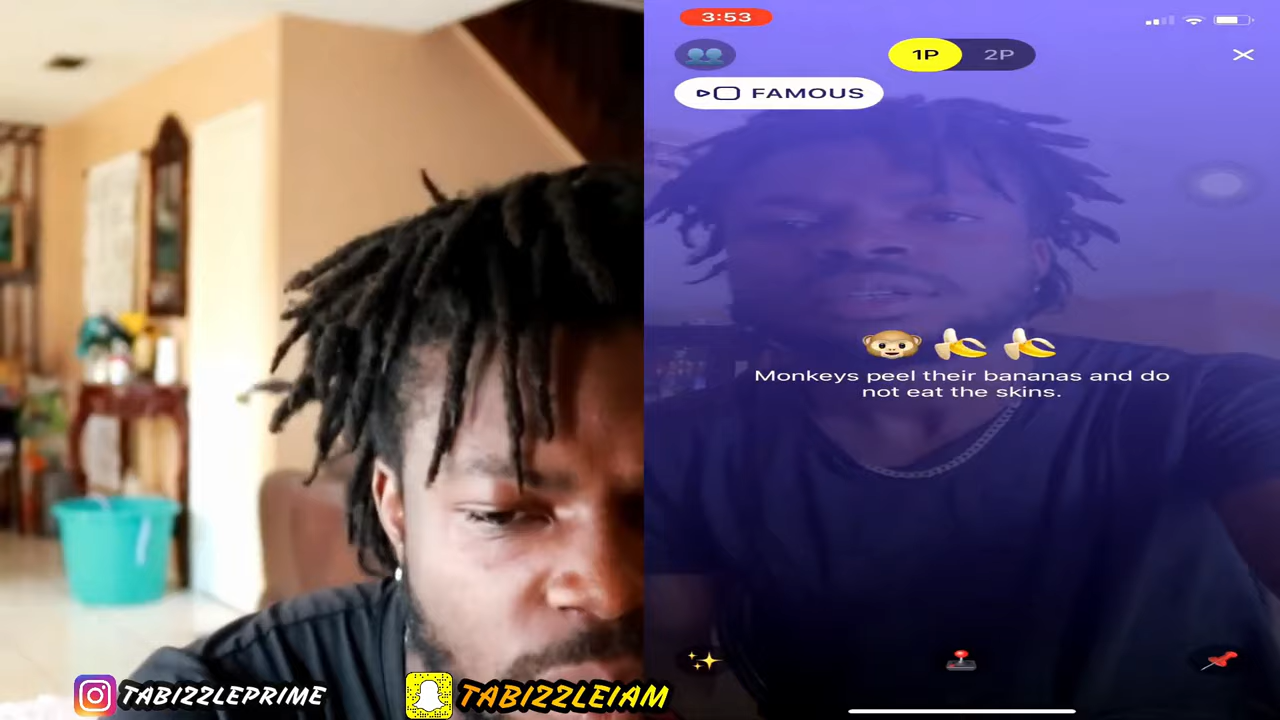 3:53
1P 2P
FAMOUS
Monkeys peel their bananas and do
not eat the skins.
TABIZZLEPRIME
TABIZZLEIAM